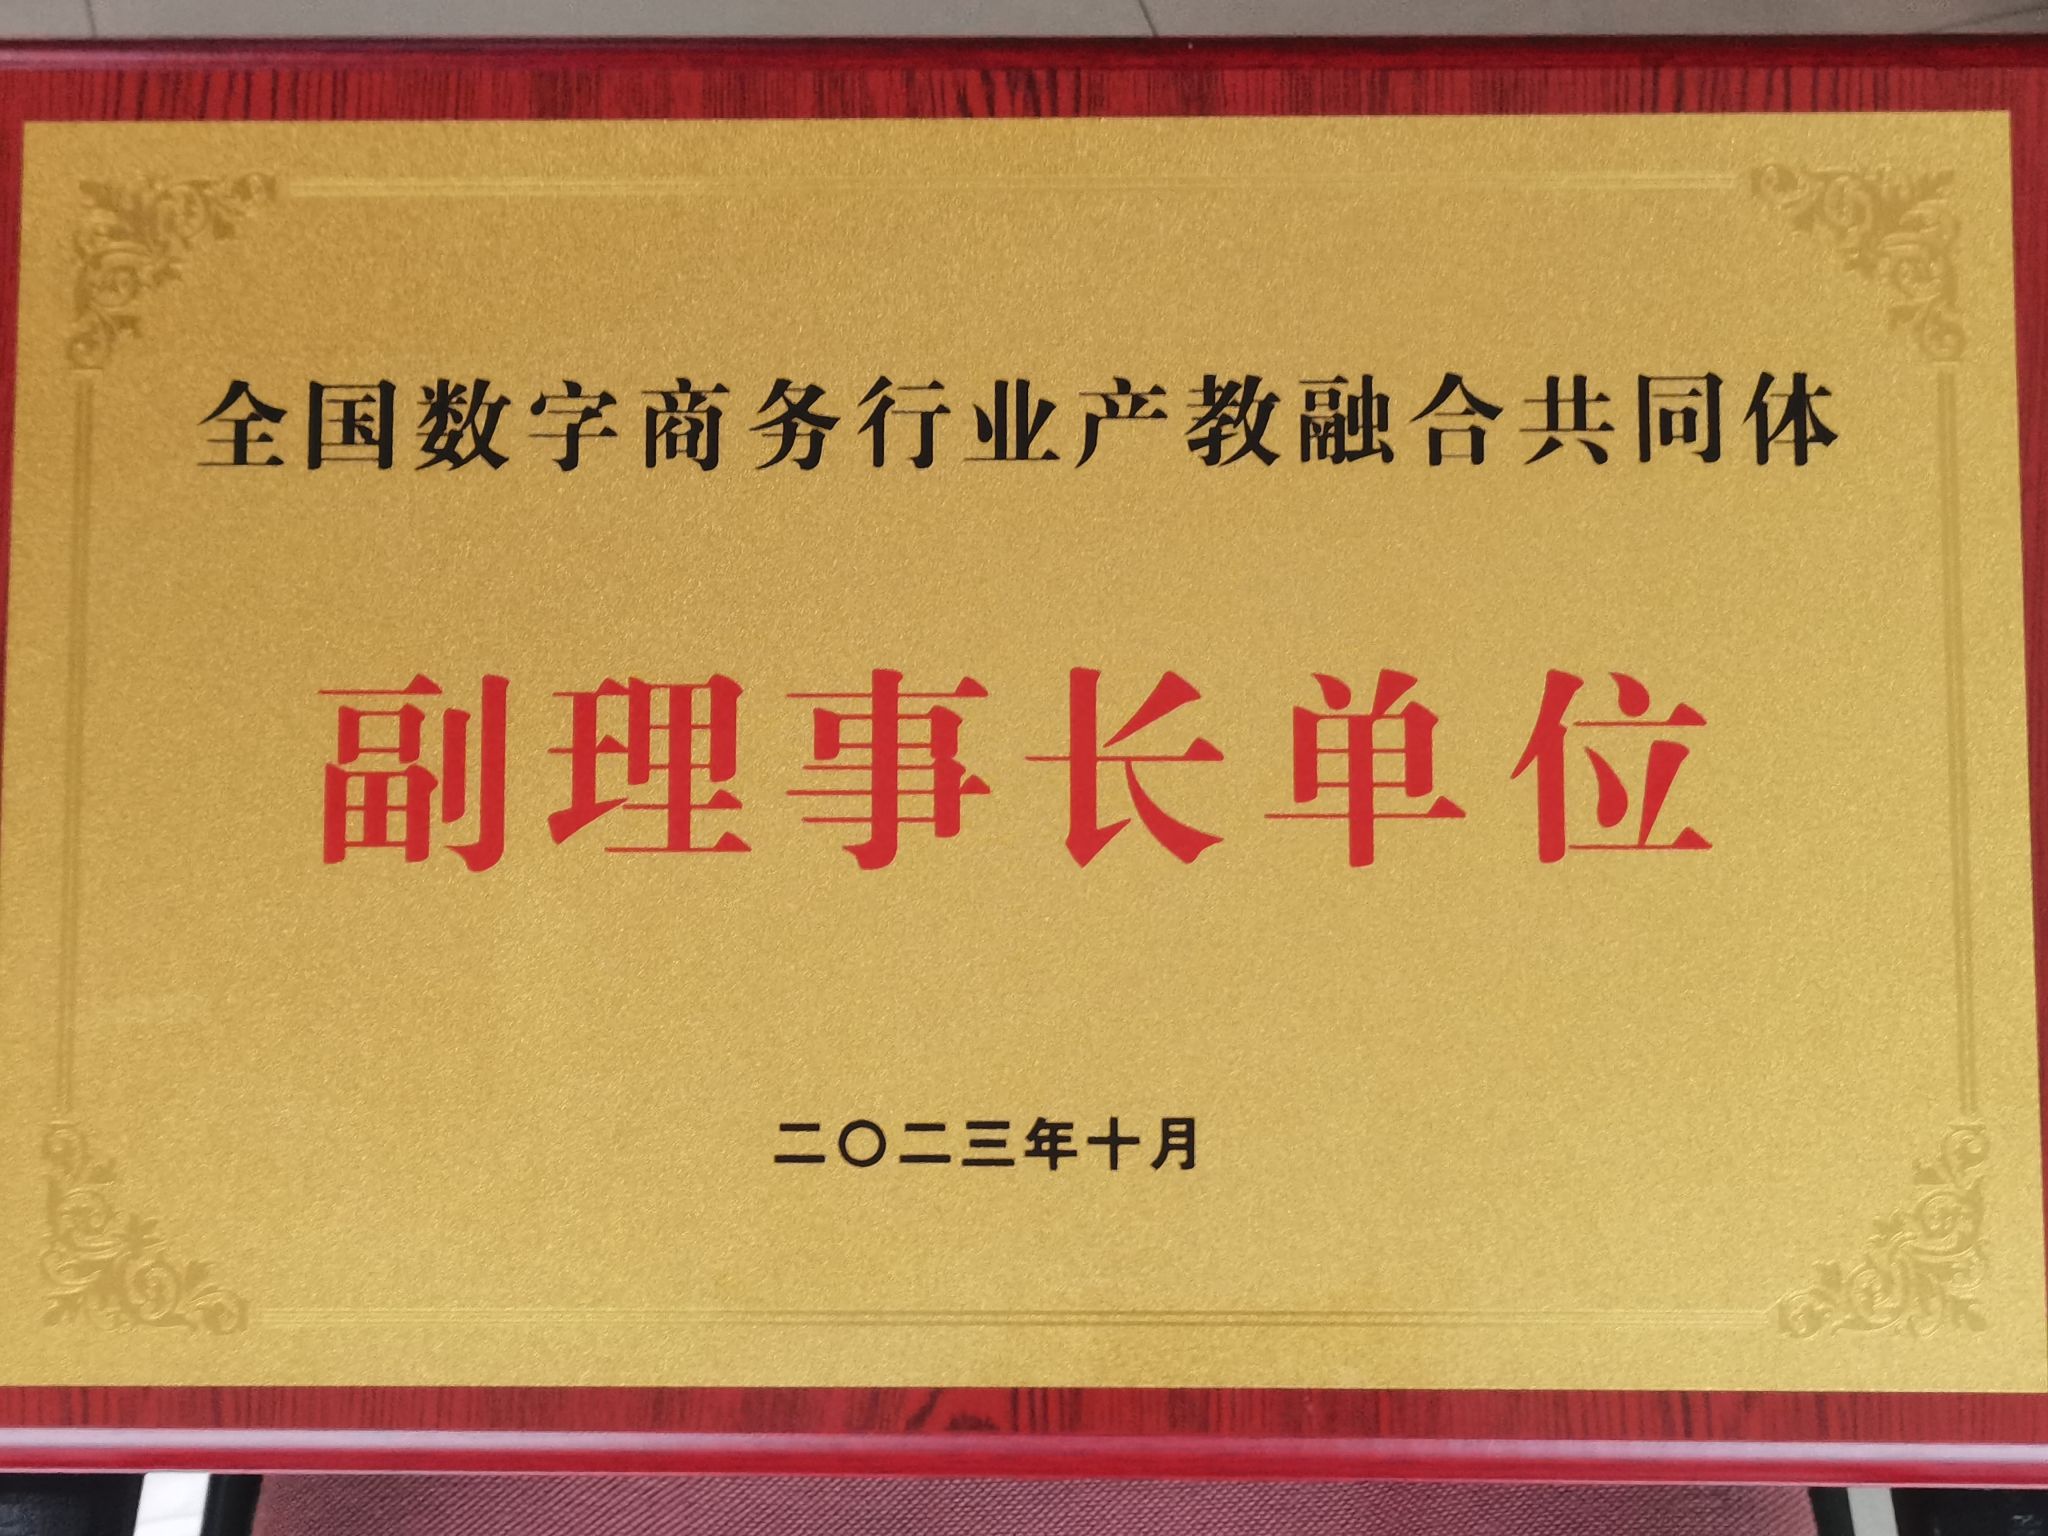 全国数字商务行业产教融合共同体
副理事长单位
二〇二三年十月